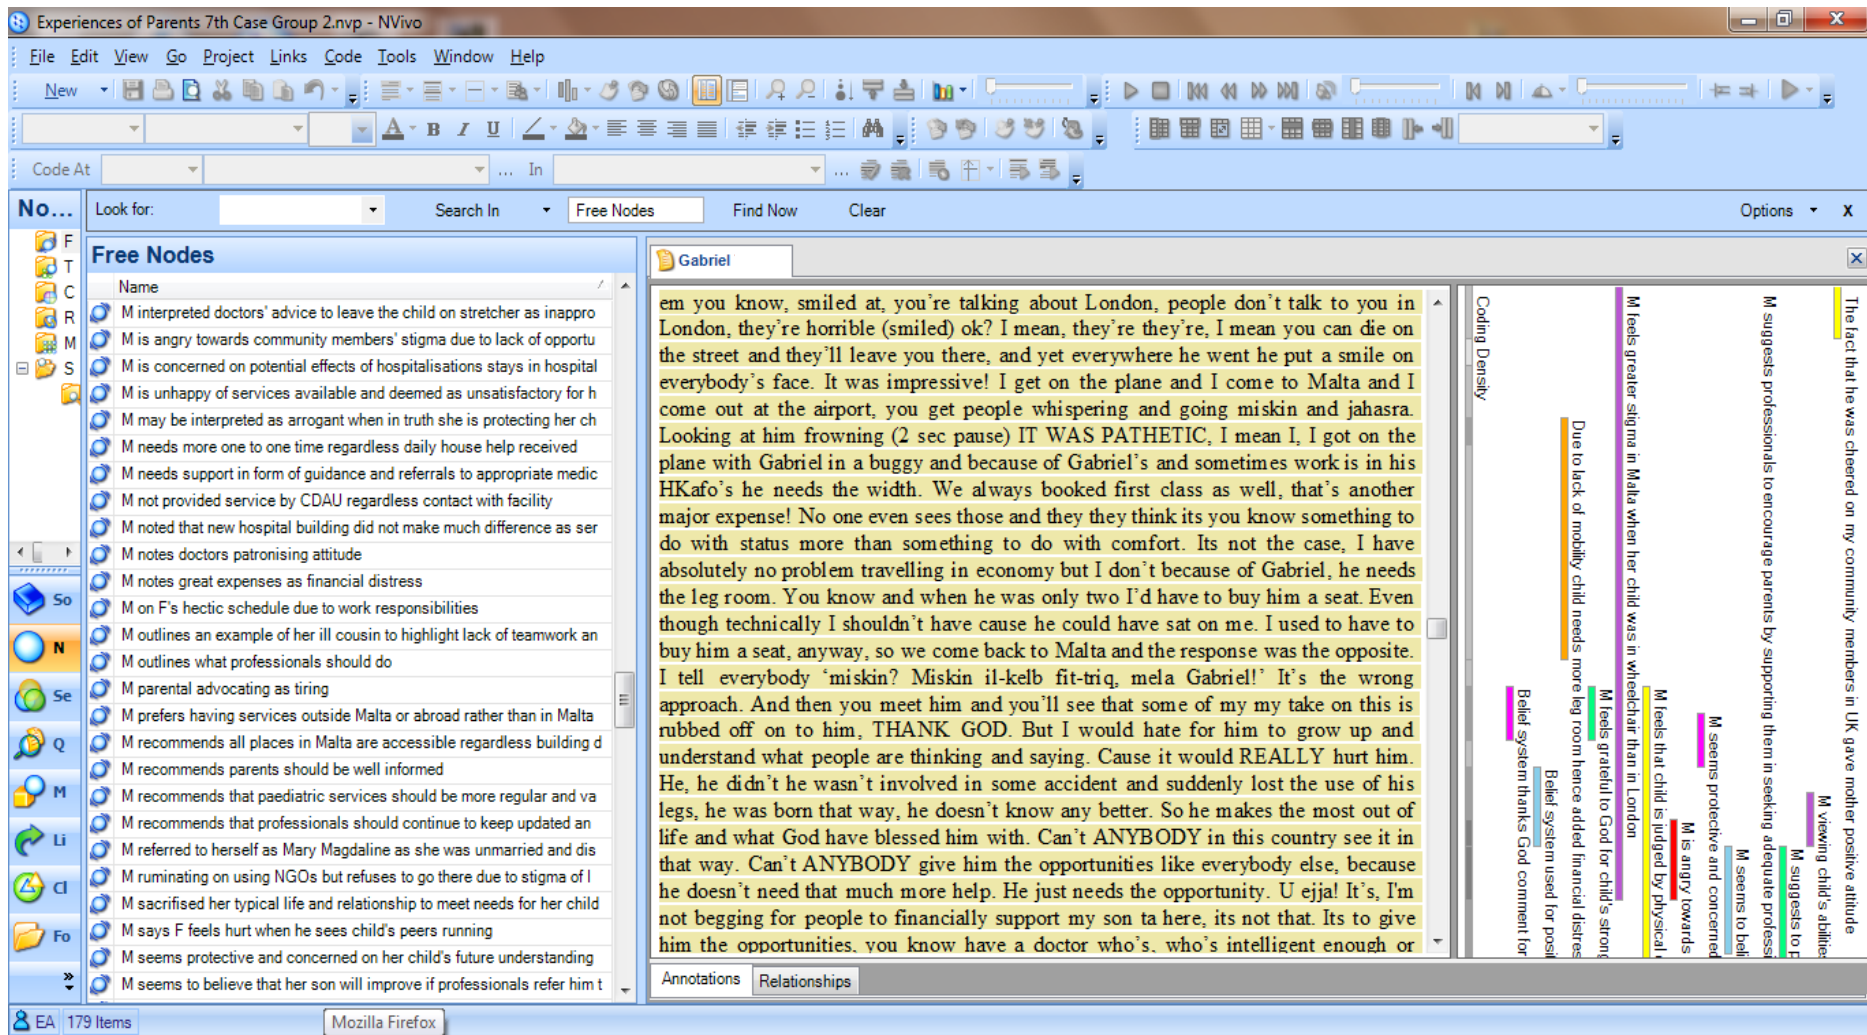 Experiences of Parents 7th Case Group 2.nvp - NVivo
File Edit View Go Project Links Code Tools Window Help
New
A B I U A
Code At ... In ...
No... Look for: Search In Free Nodes Find Now Clear Options X
F
T
C
R
M
S
So
N
Se
Q
M
Li
Cl
Fo
Free Nodes
Name
M interpreted doctors' advice to leave the child on stretcher as inappro
M is angry towards community members' stigma due to lack of opportu
M is concerned on potential effects of hospitalisations stays in hospital
M is unhappy of services available and deemed as unsatisfactory for h
M may be interpreted as arrogant when in truth she is protecting her ch
M needs more one to one time regardless daily house help received
M needs support in form of guidance and referrals to appropriate medic
M not provided service by CDAU regardless contact with facility
M noted that new hospital building did not make much difference as ser
M notes doctors patronising attitude
M notes great expenses as financial distress
M on F's hectic schedule due to work responsibilities
M outlines an example of her ill cousin to highlight lack of teamwork an
M outlines what professionals should do
M parental advocating as tiring
M prefers having services outside Malta or abroad rather than in Malta
M recommends all places in Malta are accessible regardless building d
M recommends parents should be well informed
M recommends that paediatric services should be more regular and va
M recommends that professionals should continue to keep updated an
M referred to herself as Mary Magdaline as she was unmarried and dis
M ruminating on using NGOs but refuses to go there due to stigma of l
M sacrifised her typical life and relationship to meet needs for her child
M says F feels hurt when he sees child's peers running
M seems protective and concerned on her child's future understanding
M seems to believe that her son will improve if professionals refer him t
Gabriel
em you know, smiled at, you're talking about London, people don't talk to you in
London, they're horrible (smiled) ok? I mean, they're they're, I mean you can die on
the street and they'll leave you there, and yet everywhere he went he put a smile on
everybody's face. It was impressive! I get on the plane and I come to Malta and I
come out at the airport, you get people whispering and going miskin and jahasra.
Looking at him frowning (2 sec pause) IT WAS PATHETIC, I mean I, I got on the
plane with Gabriel in a buggy and because of Gabriel's and sometimes work is in his
HKafo's he needs the width. We always booked first class as well, that's another
major expense! No one even sees those and they they think its you know something to
do with status more than something to do with comfort. Its not the case, I have
absolutely no problem travelling in economy but I don't because of Gabriel, he needs
the leg room. You know and when he was only two I'd have to buy him a seat. Even
though technically I shouldn't have cause he could have sat on me. I used to have to
buy him a seat, anyway, so we come back to Malta and the response was the opposite.
I tell everybody 'miskin? Miskin il-kelb fit-triq, mela Gabriel!' It's the wrong
approach. And then you meet him and you'll see that some of my my take on this is
rubbed off on to him, THANK GOD. But I would hate for him to grow up and
understand what people are thinking and saying. Cause it would REALLY hurt him.
He, he didn't he wasn't involved in some accident and suddenly lost the use of his
legs, he was born that way, he doesn't know any better. So he makes the most out of
life and what God have blessed him with. Can't ANYBODY in this country see it in
that way. Can't ANYBODY give him the opportunities like everybody else, because
he doesn't need that much more help. He just needs the opportunity. U ejja! It's, I'm
not begging for people to financially support my son ta here, its not that. Its to give
him the opportunities, you know have a doctor who's, who's intelligent enough or
Coding Density
Belief system thanks God comment for
Belief system used for posi
Due to lack of mobility child needs more leg room hence added financial distres
M feels grateful to God for child's strong
M feels greater stigma in Malta when her child was in wheelchair than in London
M feels that child is judged by physical
M is angry towards
M seems protective and concerned
M seems to beli
M suggests professionals to encourage parents by supporting them in seeking adequate professi
M suggests to p
M viewing child's abilities
The fact that he was cheered on my community members in UK gave mother positive attitude
Annotations Relationships
EA 179 Items Mozilla Firefox